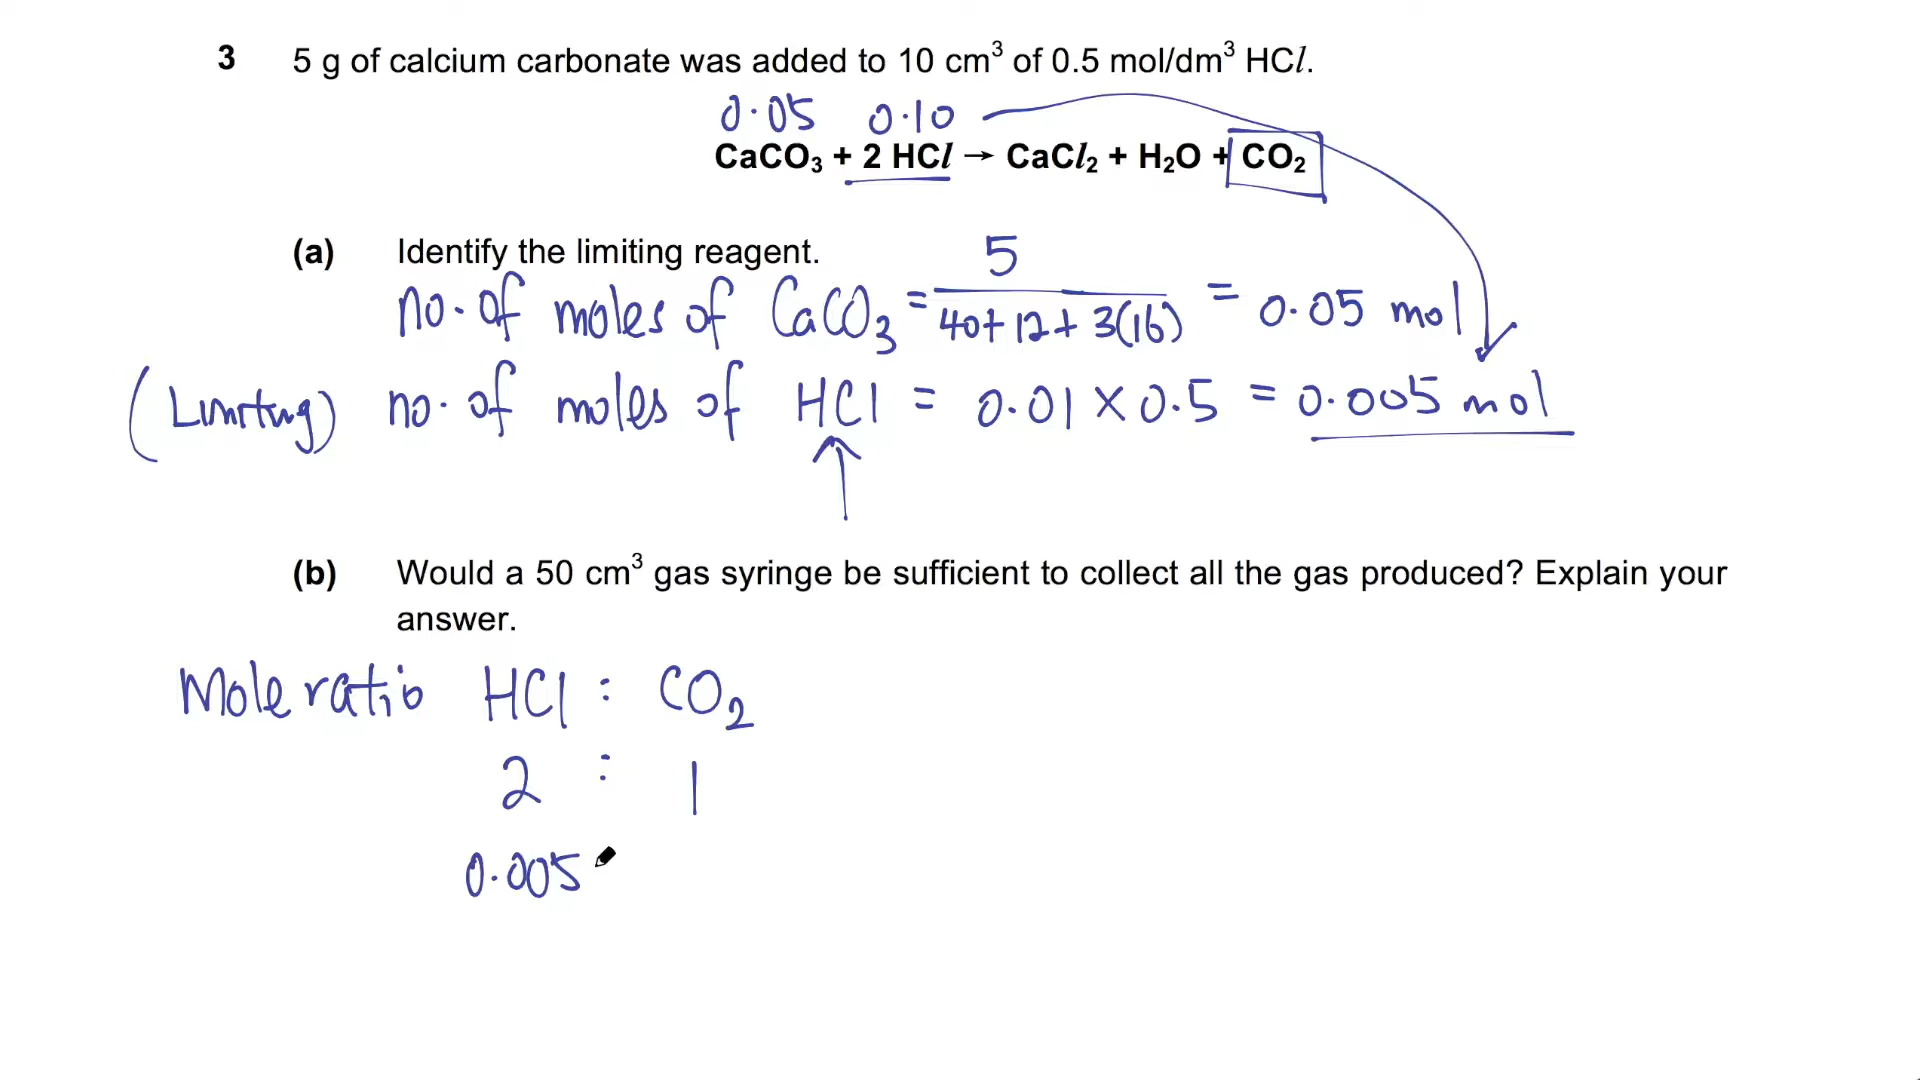 3 5 g of calcium carbonate was added to 10 cm³ of 0.5 mol/dm³ HCl.
0.05 0.10
CaCO₃ + 2 HCl → CaCl₂ + H₂O + CO₂
(a) Identify the limiting reagent.
no. of moles of CaCO₃ = 5 / (40+12+3(16)) = 0.05 mol
(Limiting) no. of moles of HCl = 0.01 × 0.5 = 0.005 mol
(b) Would a 50 cm³ gas syringe be sufficient to collect all the gas produced? Explain your
answer.
Mole ratio HCl : CO₂
2 : 1
0.005